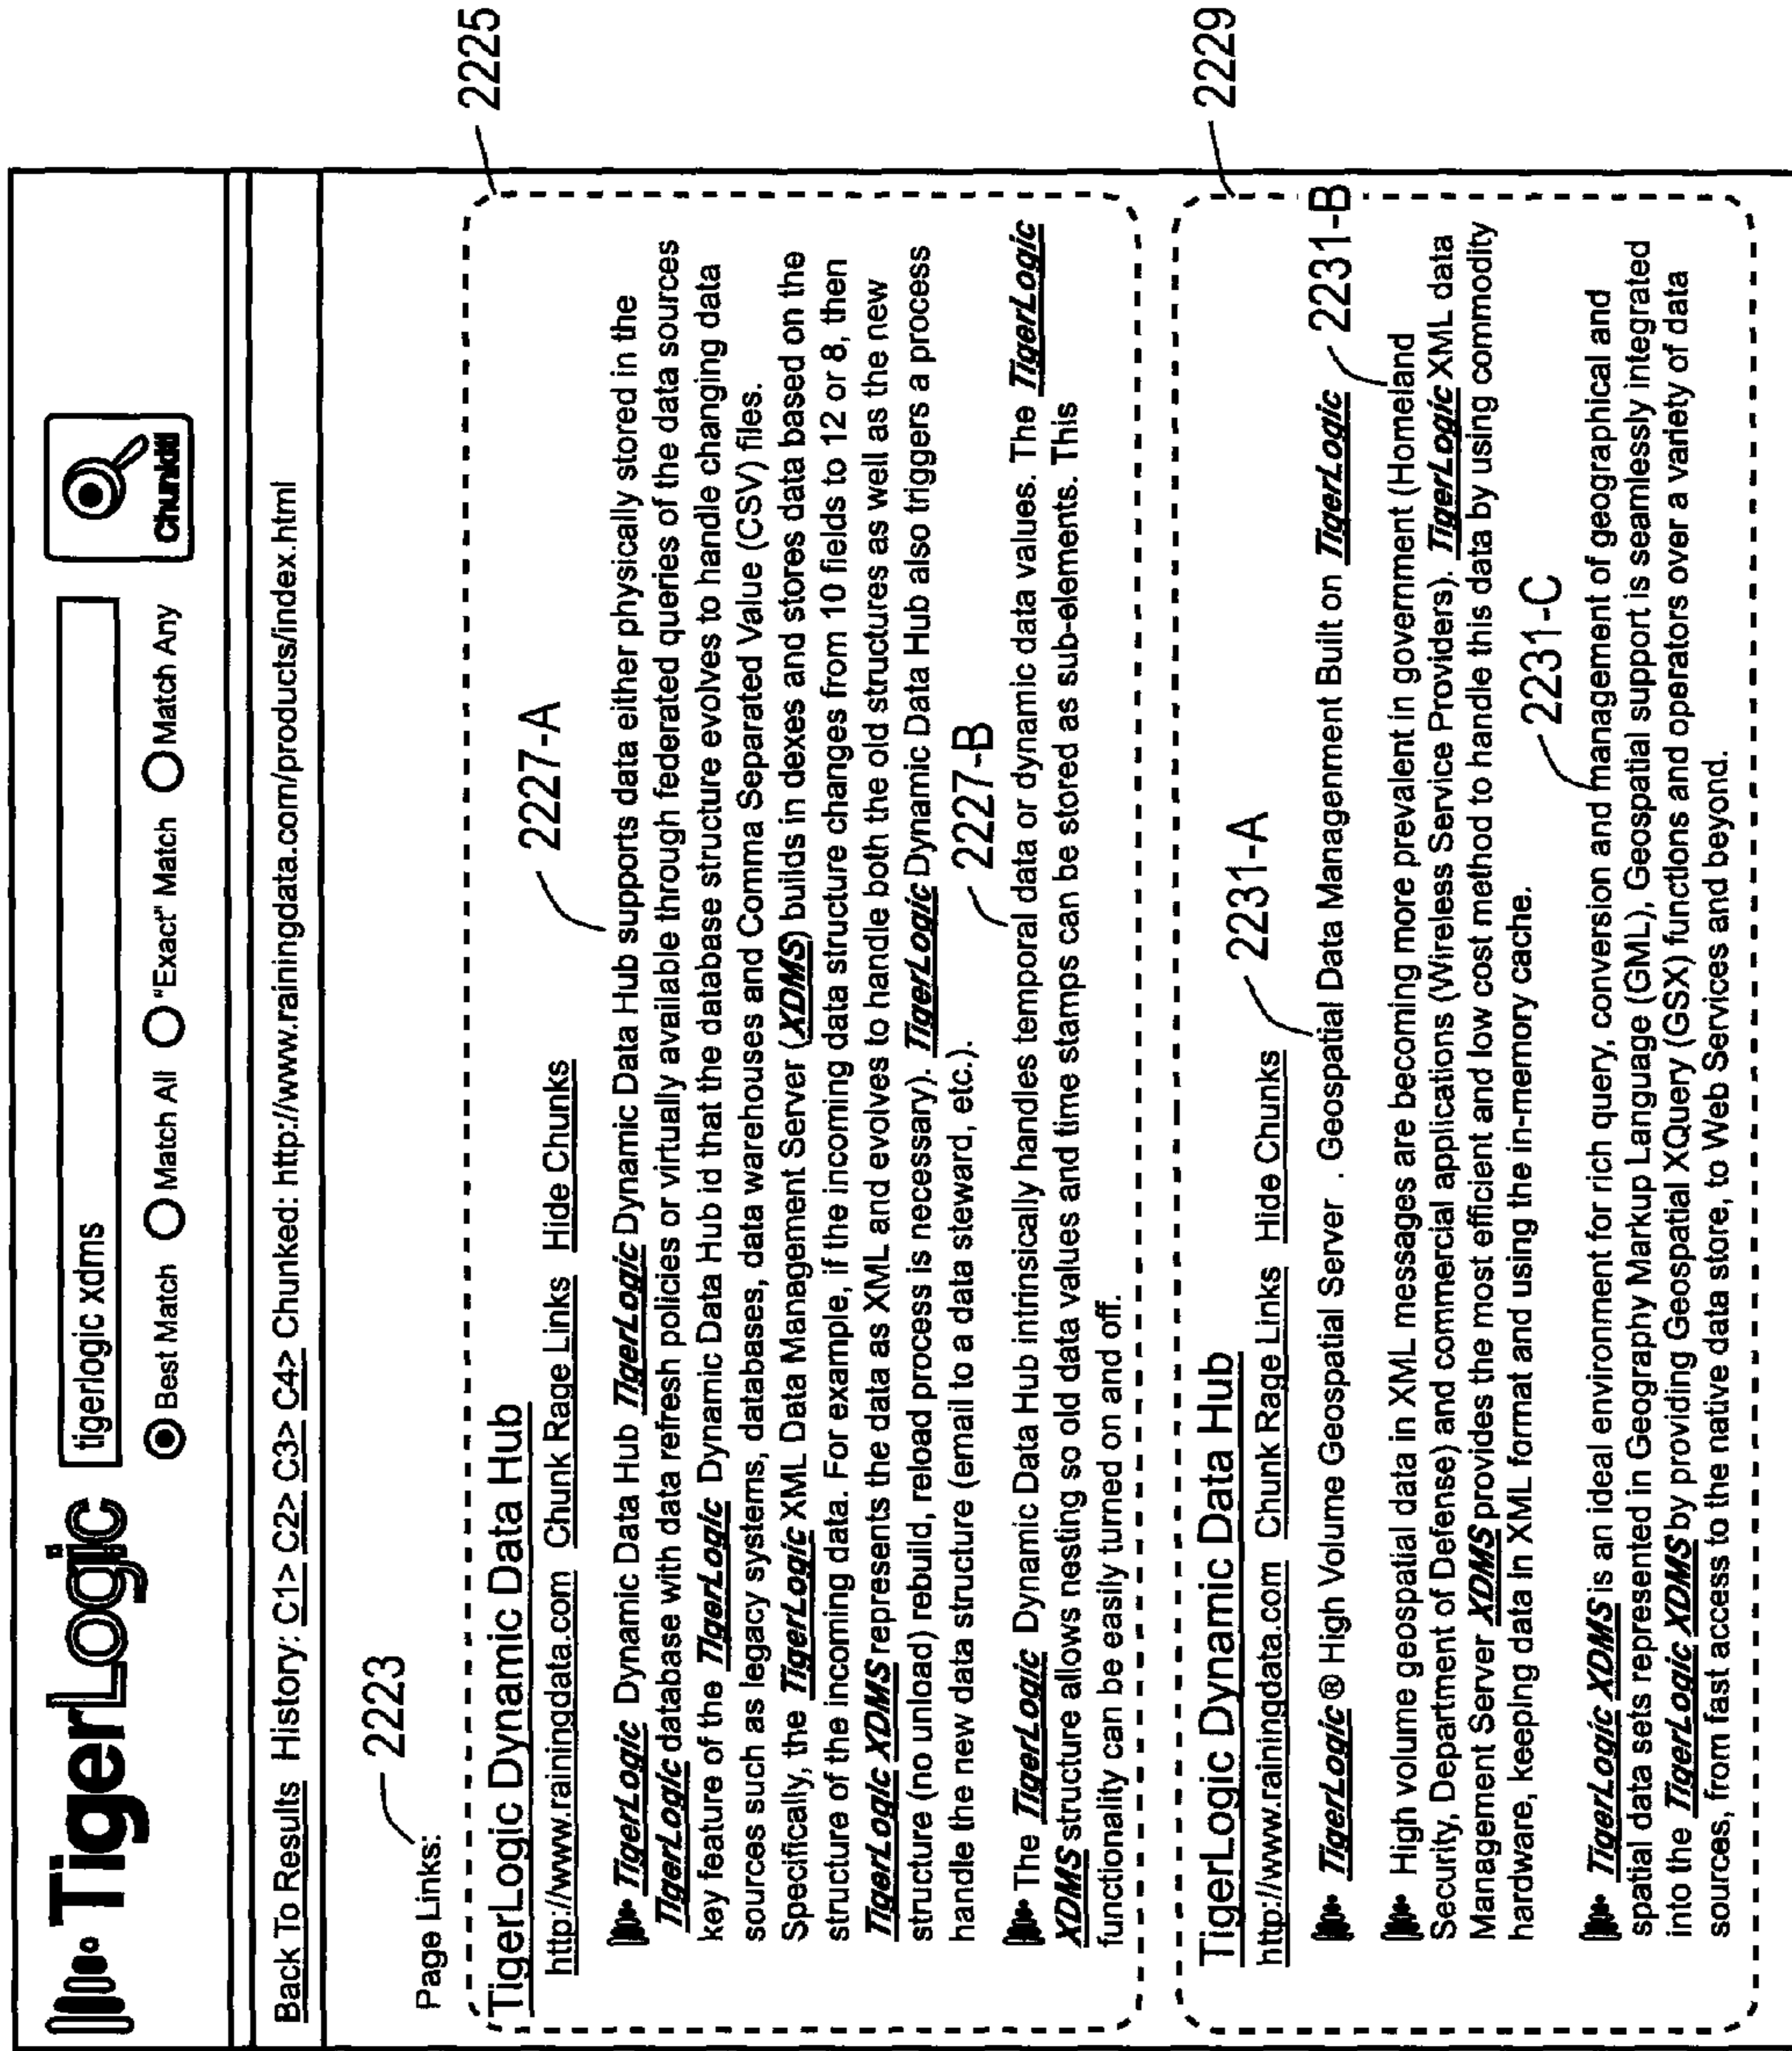 TigerLogic
tigerlogic xdms
Chunkit!
Best Match Match All "Exact" Match Match Any
Back To Results History: C1> C2> C3> C4> Chunked: http://www.rainingdata.com/products/index.html
Page Links:
2223
2225
TigerLogic Dynamic Data Hub
http://www.rainingdata.com Chunk Rage Links Hide Chunks
2227-A
TigerLogic Dynamic Data Hub TigerLogic Dynamic Data Hub supports data either physically stored in the
TigerLogic database with data refresh policies or virtually available through federated queries of the data sources
key feature of the TigerLogic Dynamic Data Hub id that the database structure evolves to handle changing data
sources such as legacy systems, databases, data warehouses and Comma Separated Value (CSV) files.
Specifically, the TigerLogic XML Data Management Server (XDMS) builds in dexes and stores data based on the
structure of the incoming data. For example, if the incoming data structure changes from 10 fields to 12 or 8, then
TigerLogic XDMS represents the data as XML and evolves to handle both the old structures as well as the new
structure (no unload) rebuild, reload process is necessary). TigerLogic Dynamic Data Hub also triggers a process
handle the new data structure (email to a data steward, etc.).
2227-B
The TigerLogic Dynamic Data Hub intrinsically handles temporal data or dynamic data values. The TigerLogic
XDMS structure allows nesting so old data values and time stamps can be stored as sub-elements. This
functionality can be easily turned on and off.
2229
TigerLogic Dynamic Data Hub
http://www.rainingdata.com Chunk Rage Links Hide Chunks
2231-A
TigerLogic ® High Volume Geospatial Server . Geospatial Data Managenment Built on TigerLogic
2231-B
High volume geospatial data in XML messages are becoming more prevalent in government (Homeland
Security, Department of Defense) and commercial applications (Wireless Service Providers). TigerLogic XML data
Management Server XDMS provides the most efficient and low cost method to handle this data by using commodity
hardware, keeping data in XML format and using the in-memory cache.
2231-C
TigerLogic XDMS is an ideal environment for rich query, conversion and management of geographical and
spatial data sets represented in Geography Markup Language (GML), Geospatial support is seamlessly integrated
into the TigerLogic XDMS by providing Geospatial XQuery (GSX) functions and operators over a variety of data
sources, from fast access to the native data store, to Web Services and beyond.